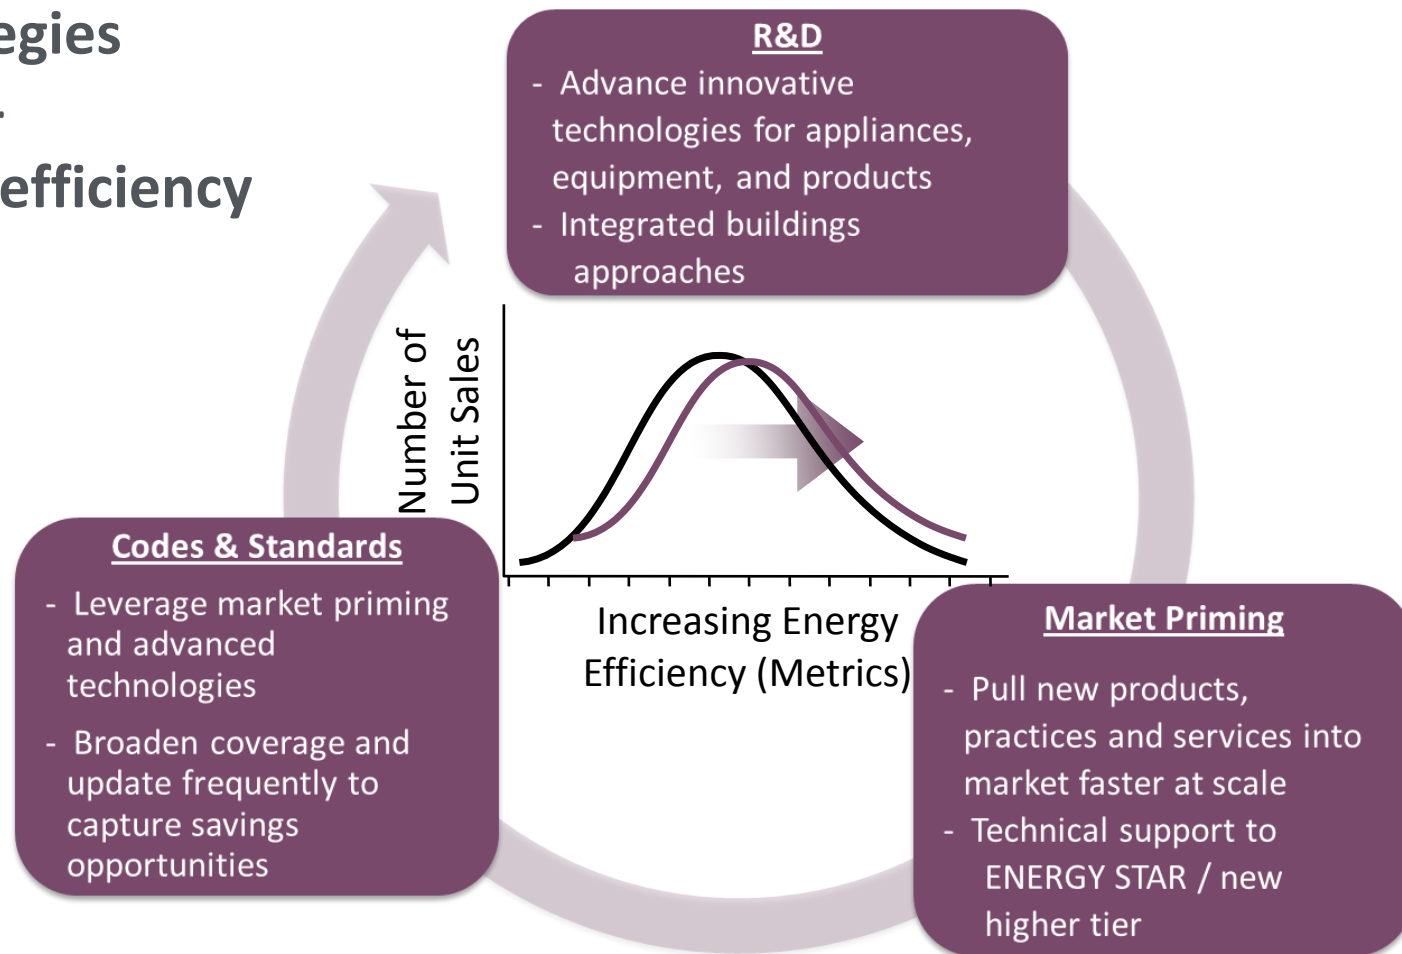 efficiency
R&D
- Advance innovative
technologies for appliances,
equipment, and products
- Integrated buildings
approaches
Number of
Unit Sales
Increasing Energy
Efficiency (Metrics)
Codes & Standards
- Leverage market priming
and advanced
technologies
- Broaden coverage and
update frequently to
capture savings
opportunities
Market Priming
- Pull new products,
practices and services into
market faster at scale
- Technical support to
ENERGY STAR / new
higher tier